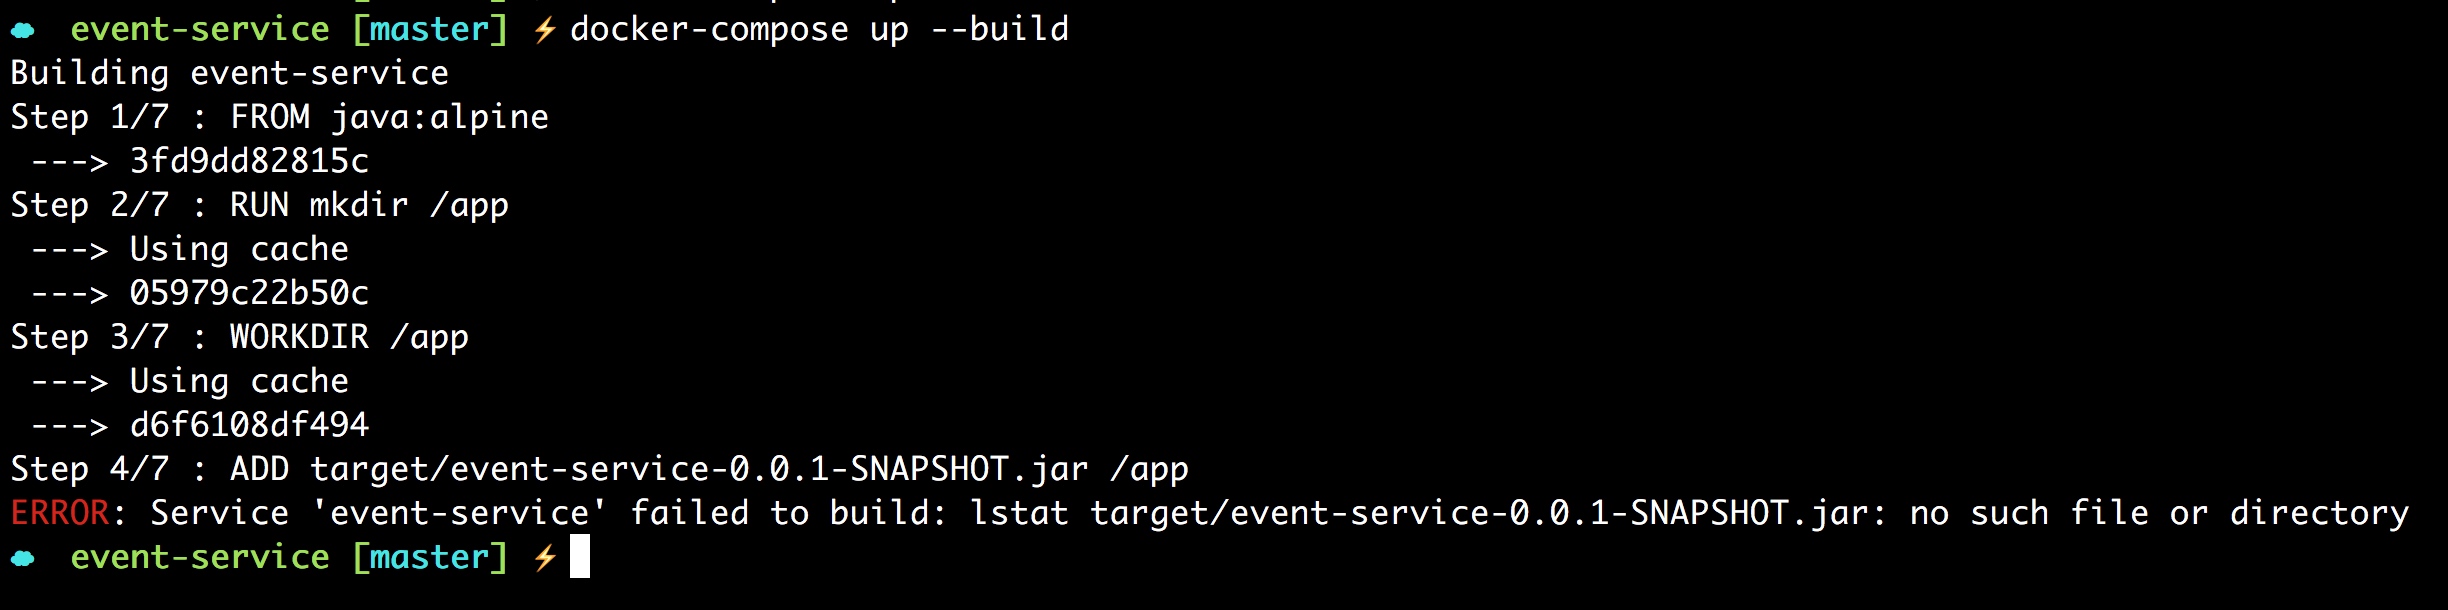 event-service [master] ⚡ docker-compose up --build
Building event-service
Step 1/7 : FROM java:alpine
 ---> 3fd9dd82815c
Step 2/7 : RUN mkdir /app
 ---> Using cache
 ---> 05979c22b50c
Step 3/7 : WORKDIR /app
 ---> Using cache
 ---> d6f6108df494
Step 4/7 : ADD target/event-service-0.0.1-SNAPSHOT.jar /app
ERROR: Service 'event-service' failed to build: lstat target/event-service-0.0.1-SNAPSHOT.jar: no such file or directory
event-service [master] ⚡